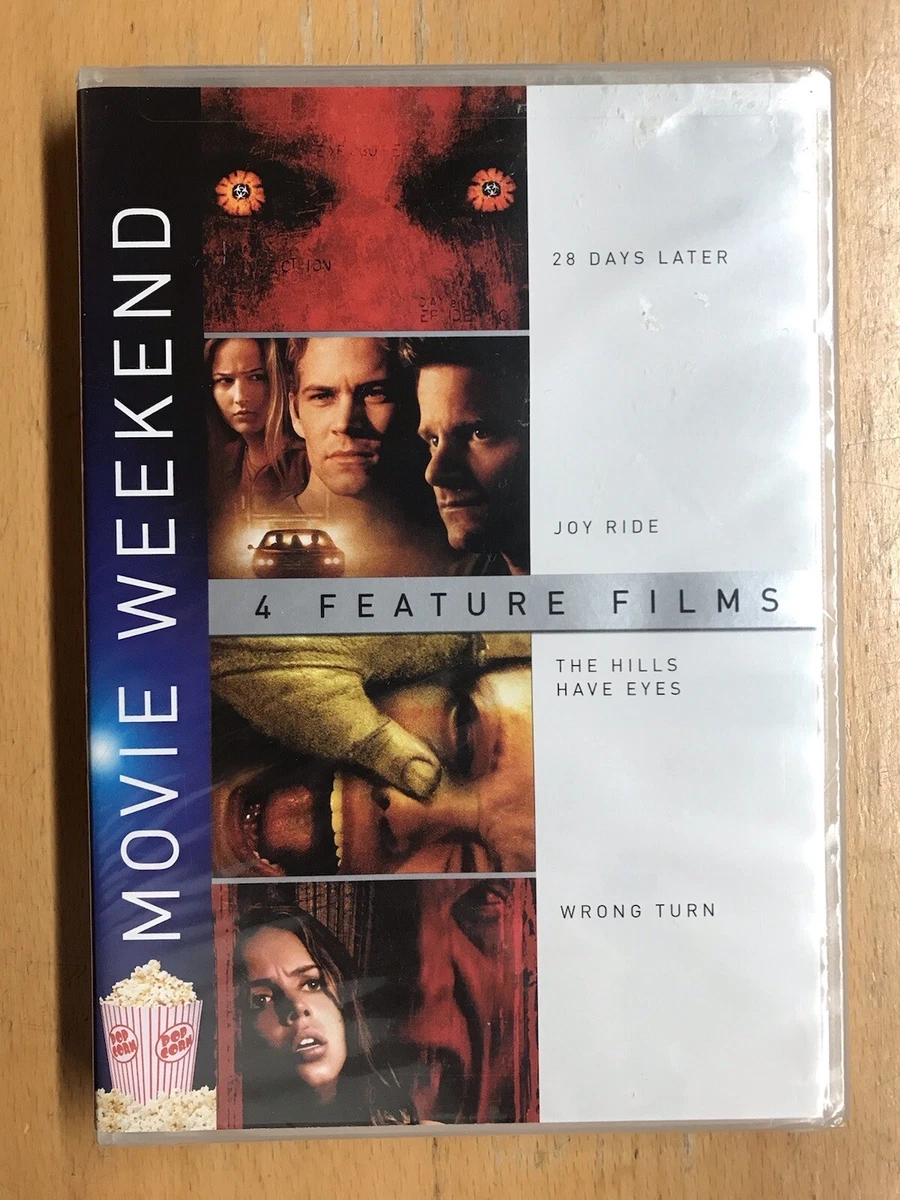 MOVIE WEEKEND
28 DAYS LATER
JOY RIDE
4 FEATURE FILMS
THE HILLS
HAVE EYES
WRONG TURN
POP
CORN
POP
CORN